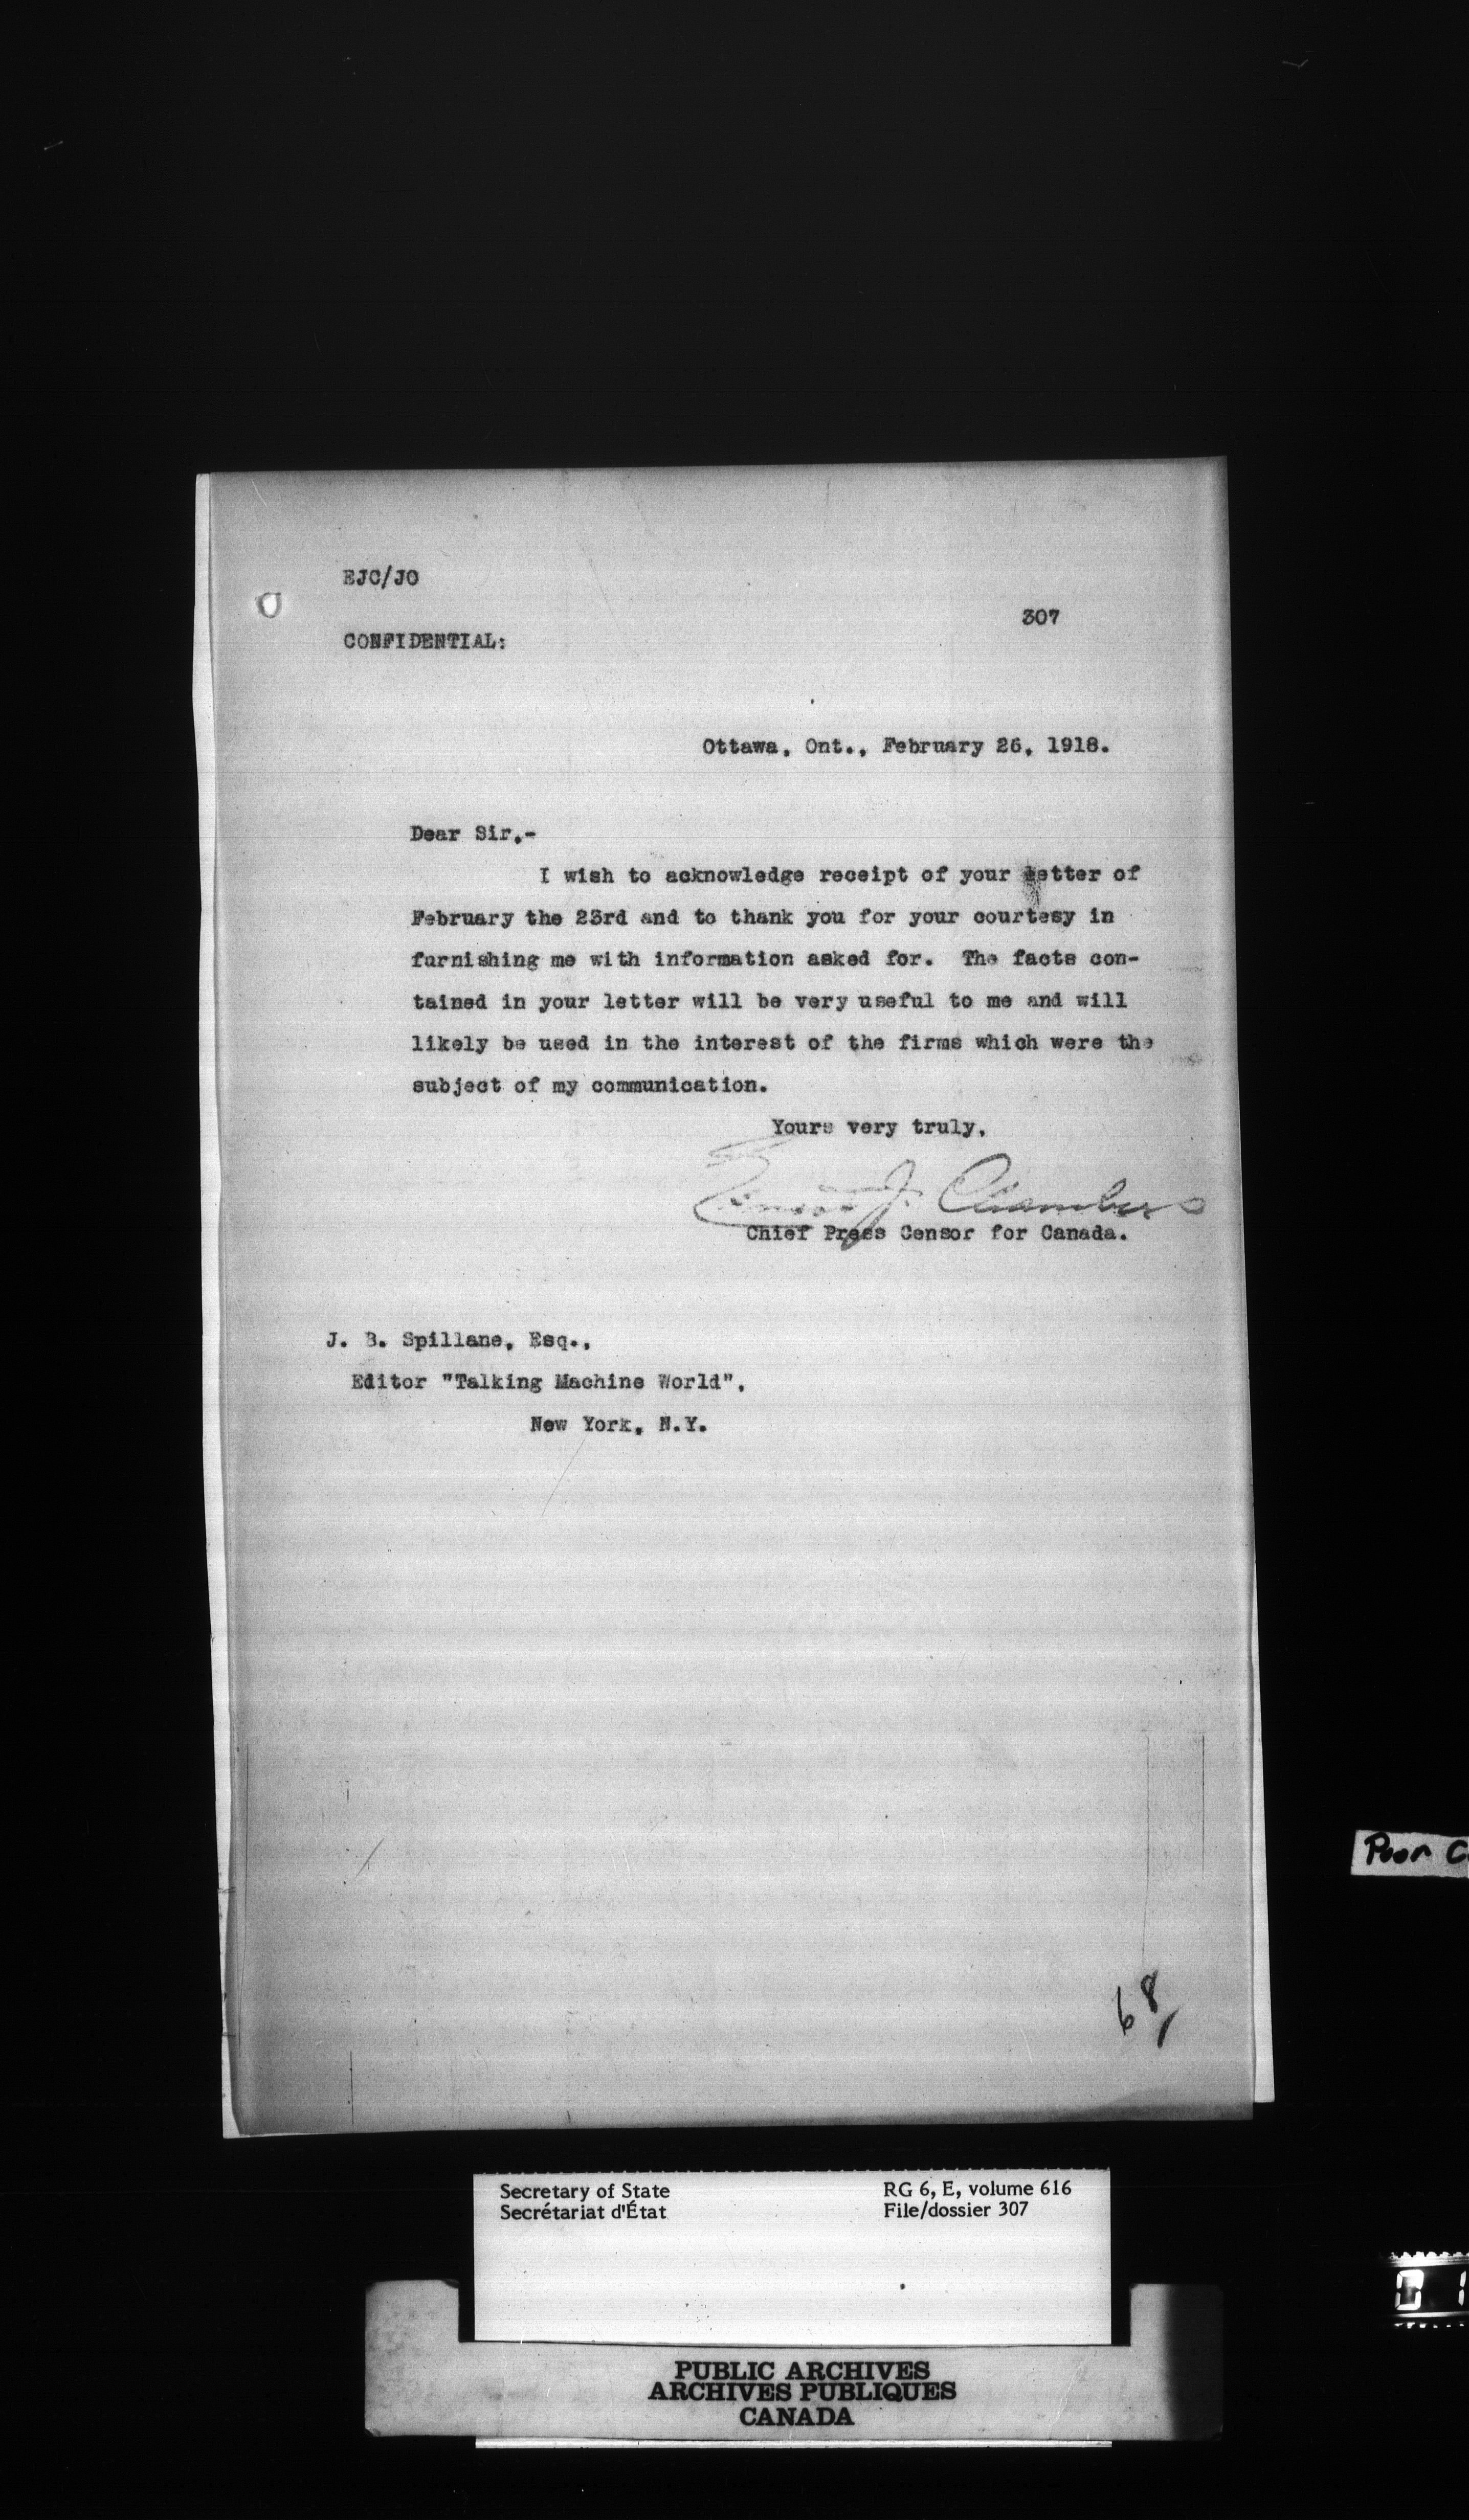 EJC/JO
307
CONFIDENTIAL:
Ottawa, Ont., February 26, 1918.
Dear Sir,-
I wish to acknowledge receipt of your letter of
February the 23rd and to thank you for your courtesy in
furnishing me with information asked for. The facts con-
tained in your letter will be very useful to me and will
likely be used in the interest of the firms which were the
subject of my communication.
Yours very truly,
Ernest J. Chambers
Chief Press Censor for Canada.
J. B. Spillane, Esq.,
Editor "Talking Machine World",
New York, N.Y.
Poor C
68
Secretary of State
Secrétariat d'État
RG 6, E, volume 616
File/dossier 307
0 1
PUBLIC ARCHIVES
ARCHIVES PUBLIQUES
CANADA